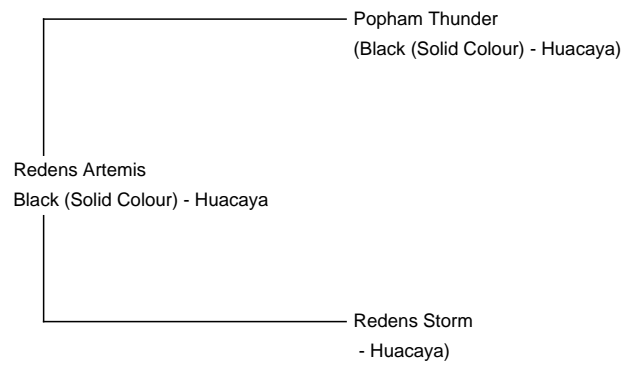 Popham Thunder
(Black (Solid Colour) - Huacaya)
Redens Artemis
Black (Solid Colour) - Huacaya
Redens Storm
- Huacaya)